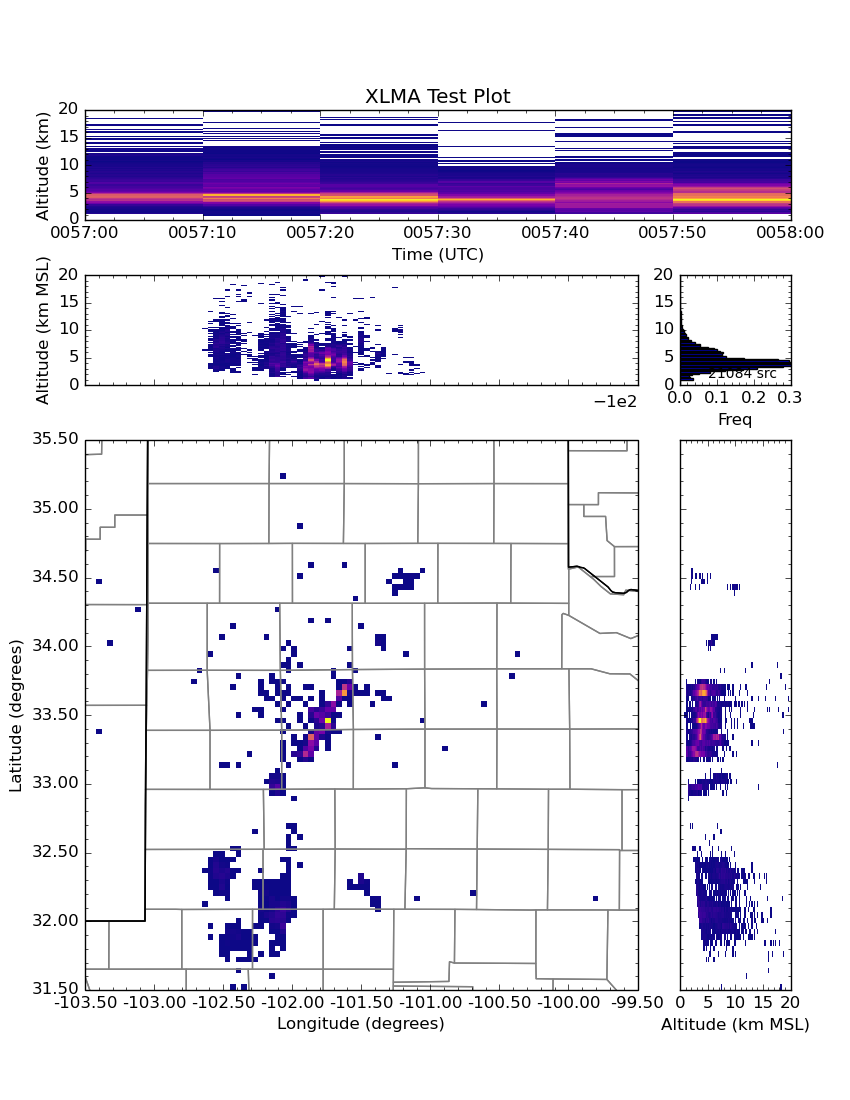 XLMA Test Plot
Altitude (km)
20
15
10
5
0
0057:00 0057:10 0057:20 0057:30 0057:40 0057:50 0058:00
Time (UTC)
Altitude (km MSL)
20
15
10
5
0
−1e2
20
15
10
5
0
21084 src
0.0 0.1 0.2 0.3
Freq
Latitude (degrees)
35.50
35.00
34.50
34.00
33.50
33.00
32.50
32.00
31.50
-103.50 -103.00 -102.50 -102.00 -101.50 -101.00 -100.50 -100.00 -99.50
Longitude (degrees)
0 5 10 15 20
Altitude (km MSL)